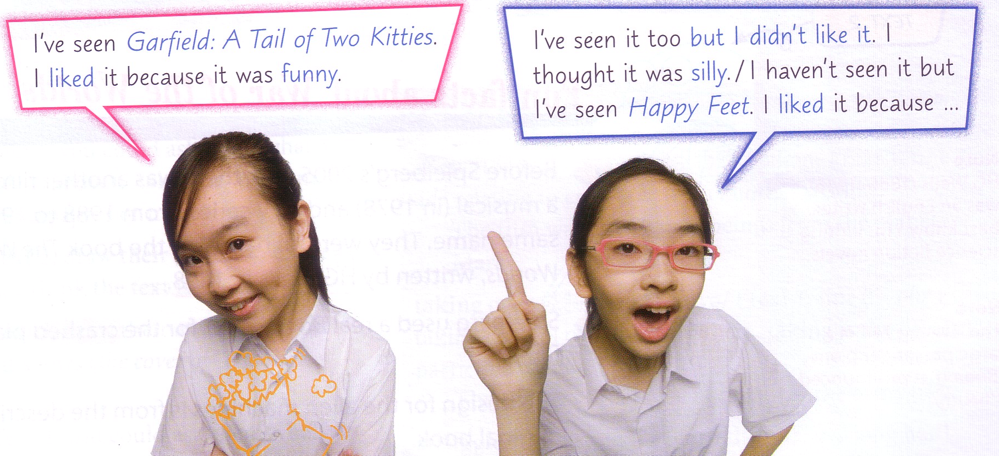 I've seen Garfield: A Tail of Two Kitties.
I liked it because it was funny.
I've seen it too but I didn't like it. I
thought it was silly./I haven't seen it but
I've seen Happy Feet. I liked it because ...